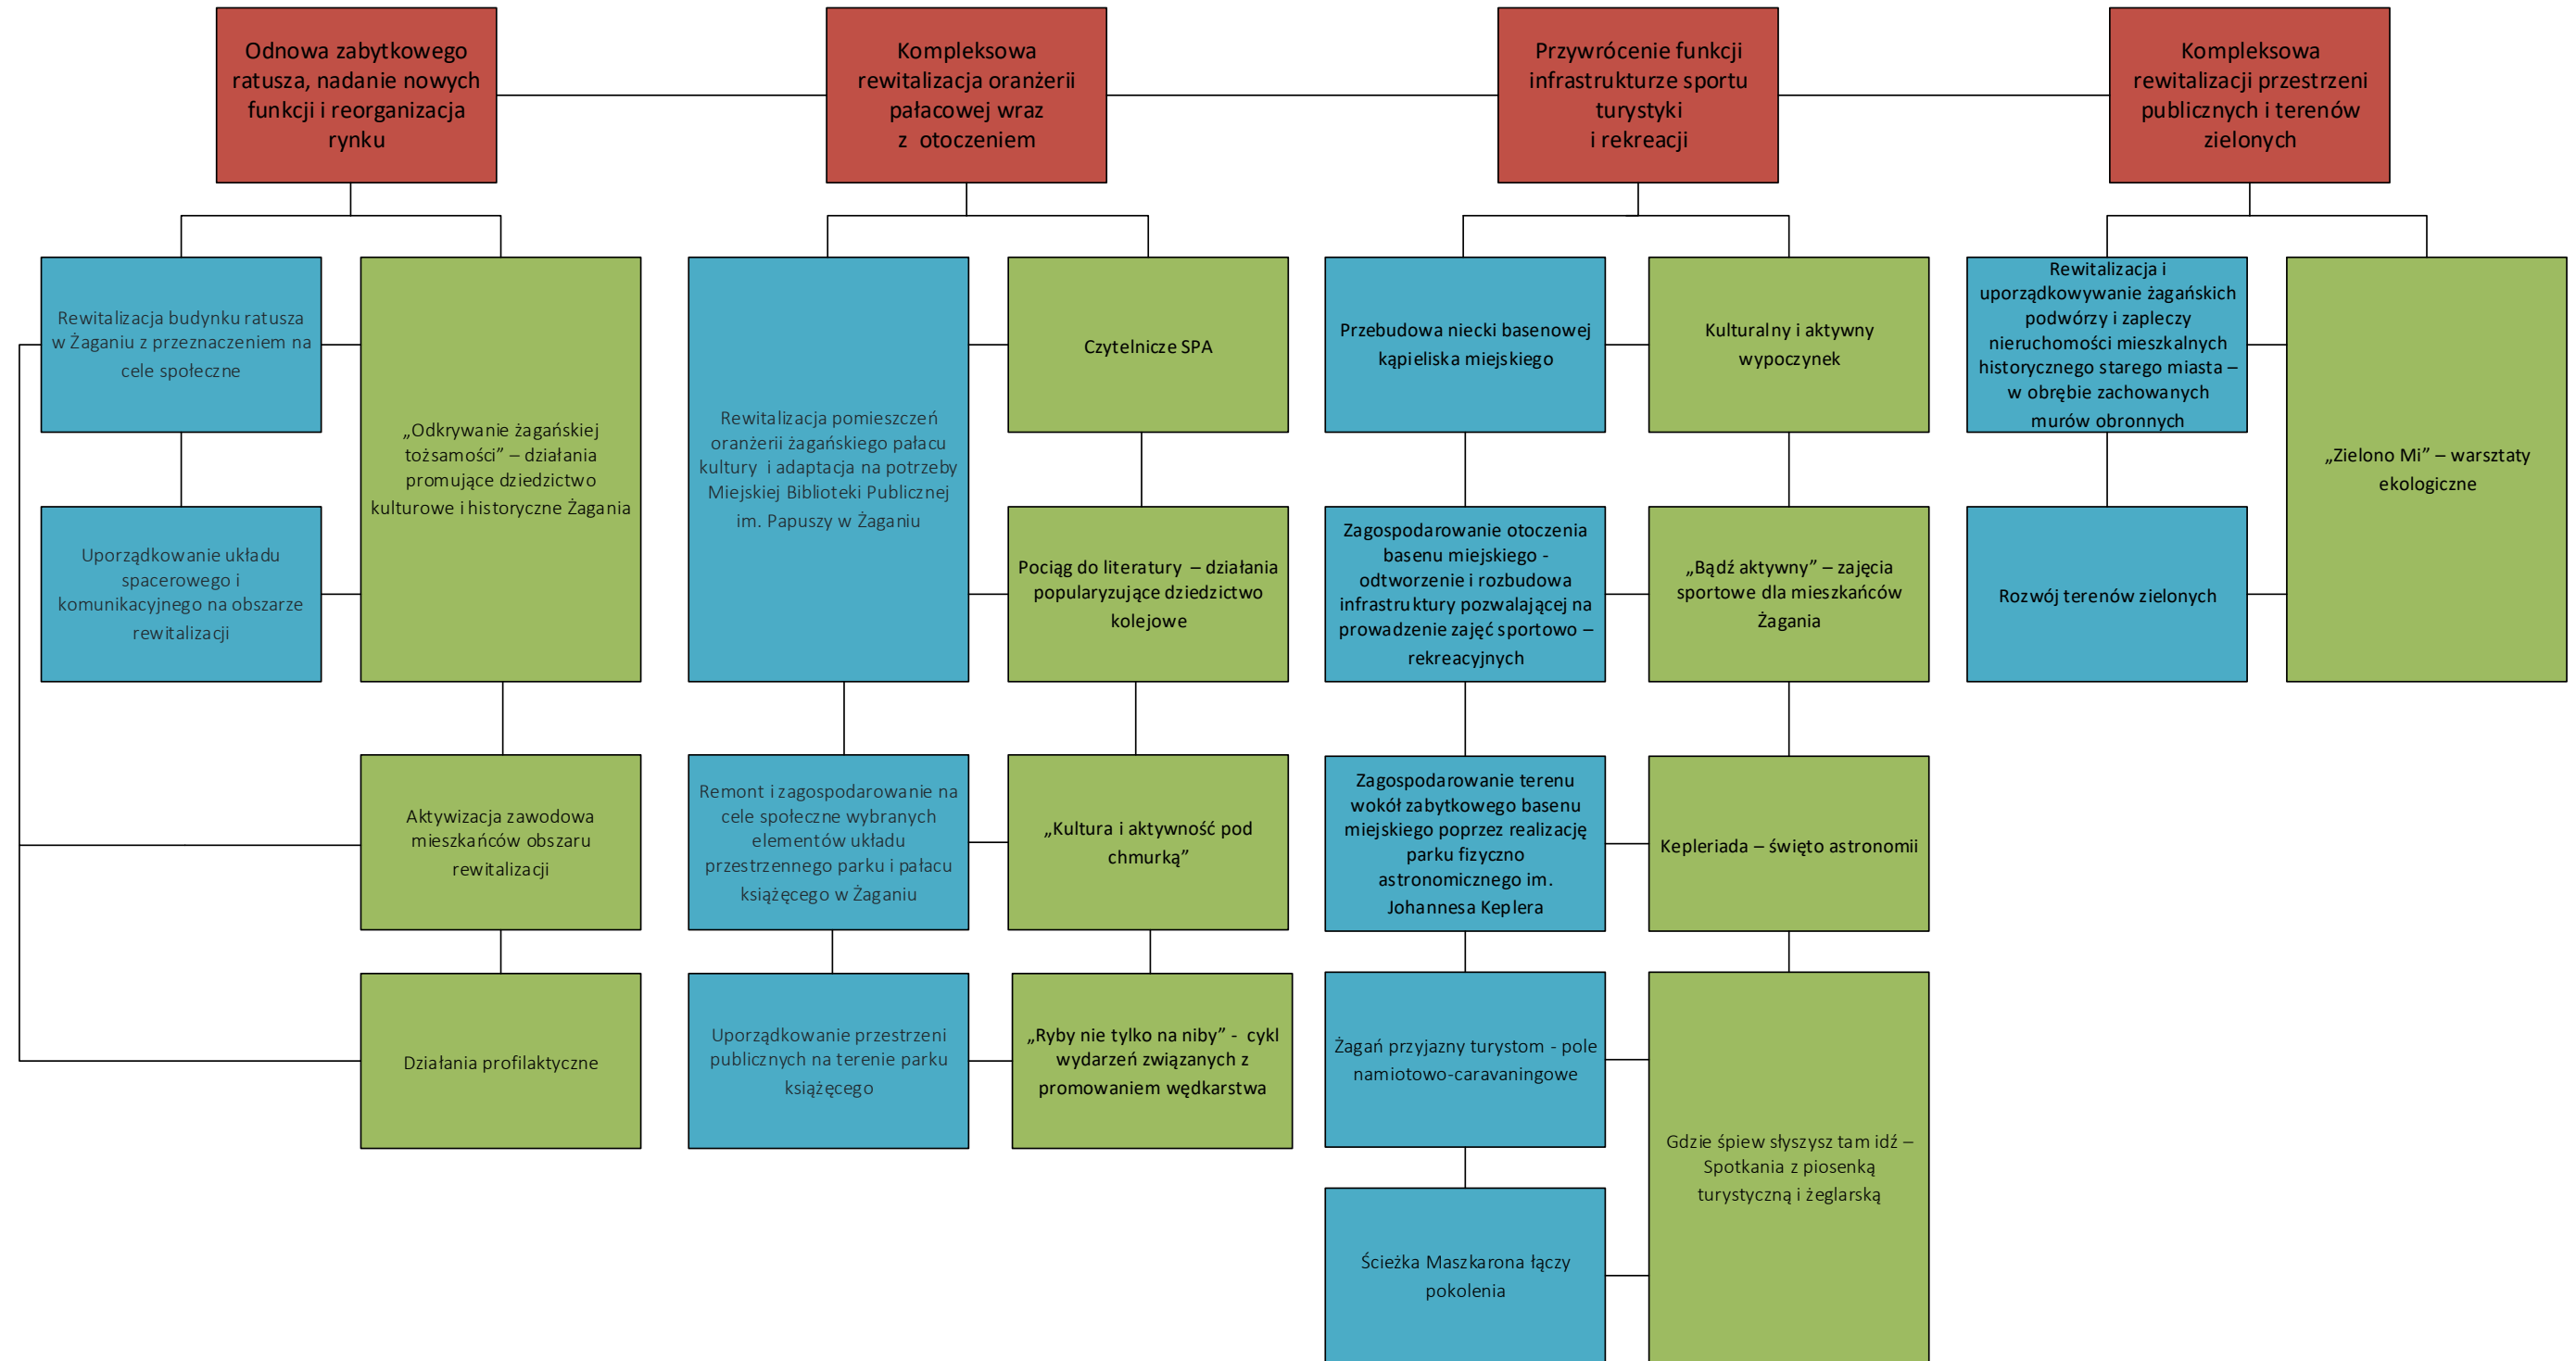 Odnowa zabytkowego
ratusza, nadanie nowych
funkcji i reorganizacja
rynku
Kompleksowa
rewitalizacja oranżerii
pałacowej wraz
z otoczeniem
Przywrócenie funkcji
infrastrukturze sportu
turystyki
i rekreacji
Kompleksowa
rewitalizacji przestrzeni
publicznych i terenów
zielonych
Rewitalizacja budynku ratusza
w Żaganiu z przeznaczeniem na
cele społeczne
Uporządkowanie układu
spacerowego i
komunikacyjnego na obszarze
rewitalizacji
„Odkrywanie żagańskiej
tożsamości” – działania
promujące dziedzictwo
kulturowe i historyczne Żagania
Aktywizacja zawodowa
mieszkańców obszaru
rewitalizacji
Działania profilaktyczne
Rewitalizacja pomieszczeń
oranżerii żagańskiego pałacu
kultury i adaptacja na potrzeby
Miejskiej Biblioteki Publicznej
im. Papuszy w Żaganiu
Remont i zagospodarowanie na
cele społeczne wybranych
elementów układu
przestrzennego parku i pałacu
książęcego w Żaganiu
Uporządkowanie przestrzeni
publicznych na terenie parku
książęcego
Czytelnicze SPA
Pociąg do literatury – działania
popularyzujące dziedzictwo
kolejowe
„Kultura i aktywność pod
chmurką”
„Ryby nie tylko na niby” - cykl
wydarzeń związanych z
promowaniem wędkarstwa
Przebudowa niecki basenowej
kąpieliska miejskiego
Zagospodarowanie otoczenia
basenu miejskiego -
odtworzenie i rozbudowa
infrastruktury pozwalającej na
prowadzenie zajęć sportowo –
rekreacyjnych
Zagospodarowanie terenu
wokół zabytkowego basenu
miejskiego poprzez realizację
parku fizyczno
astronomicznego im.
Johannesa Keplera
Żagań przyjazny turystom - pole
namiotowo-caravaningowe
Ścieżka Maszkarona łączy
pokolenia
Kulturalny i aktywny
wypoczynek
„Bądź aktywny” – zajęcia
sportowe dla mieszkańców
Żagania
Kepleriada – święto astronomii
Gdzie śpiew słyszysz tam idź –
Spotkania z piosenką
turystyczną i żeglarską
Rewitalizacja i
uporządkowywanie żagańskich
podwórzy i zapleczy
nieruchomości mieszkalnych
historycznego starego miasta –
w obrębie zachowanych
murów obronnych
Rozwój terenów zielonych
„Zielono Mi” – warsztaty
ekologiczne